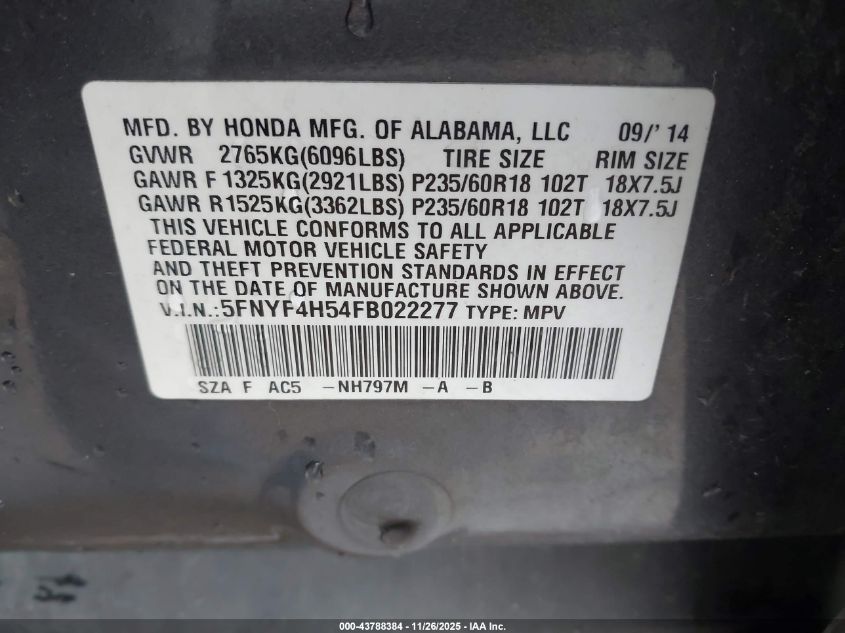 MFD. BY HONDA MFG. OF ALABAMA, LLC 09/' 14
GVWR 2765KG(6096LBS) TIRE SIZE RIM SIZE
GAWR F 1325KG(2921LBS) P235/60R18 102T 18X7.5J
GAWR R1525KG(3362LBS) P235/60R18 102T 18X7.5J
THIS VEHICLE CONFORMS TO ALL APPLICABLE
FEDERAL MOTOR VEHICLE SAFETY
AND THEFT PREVENTION STANDARDS IN EFFECT
ON THE DATE OF MANUFACTURE SHOWN ABOVE.
V.I.N.:5FNYF4H54FB022277 TYPE: MPV
SZA F AC5 -NH797M -A -B
000-43788384 - 11/26/2025 - IAA Inc.